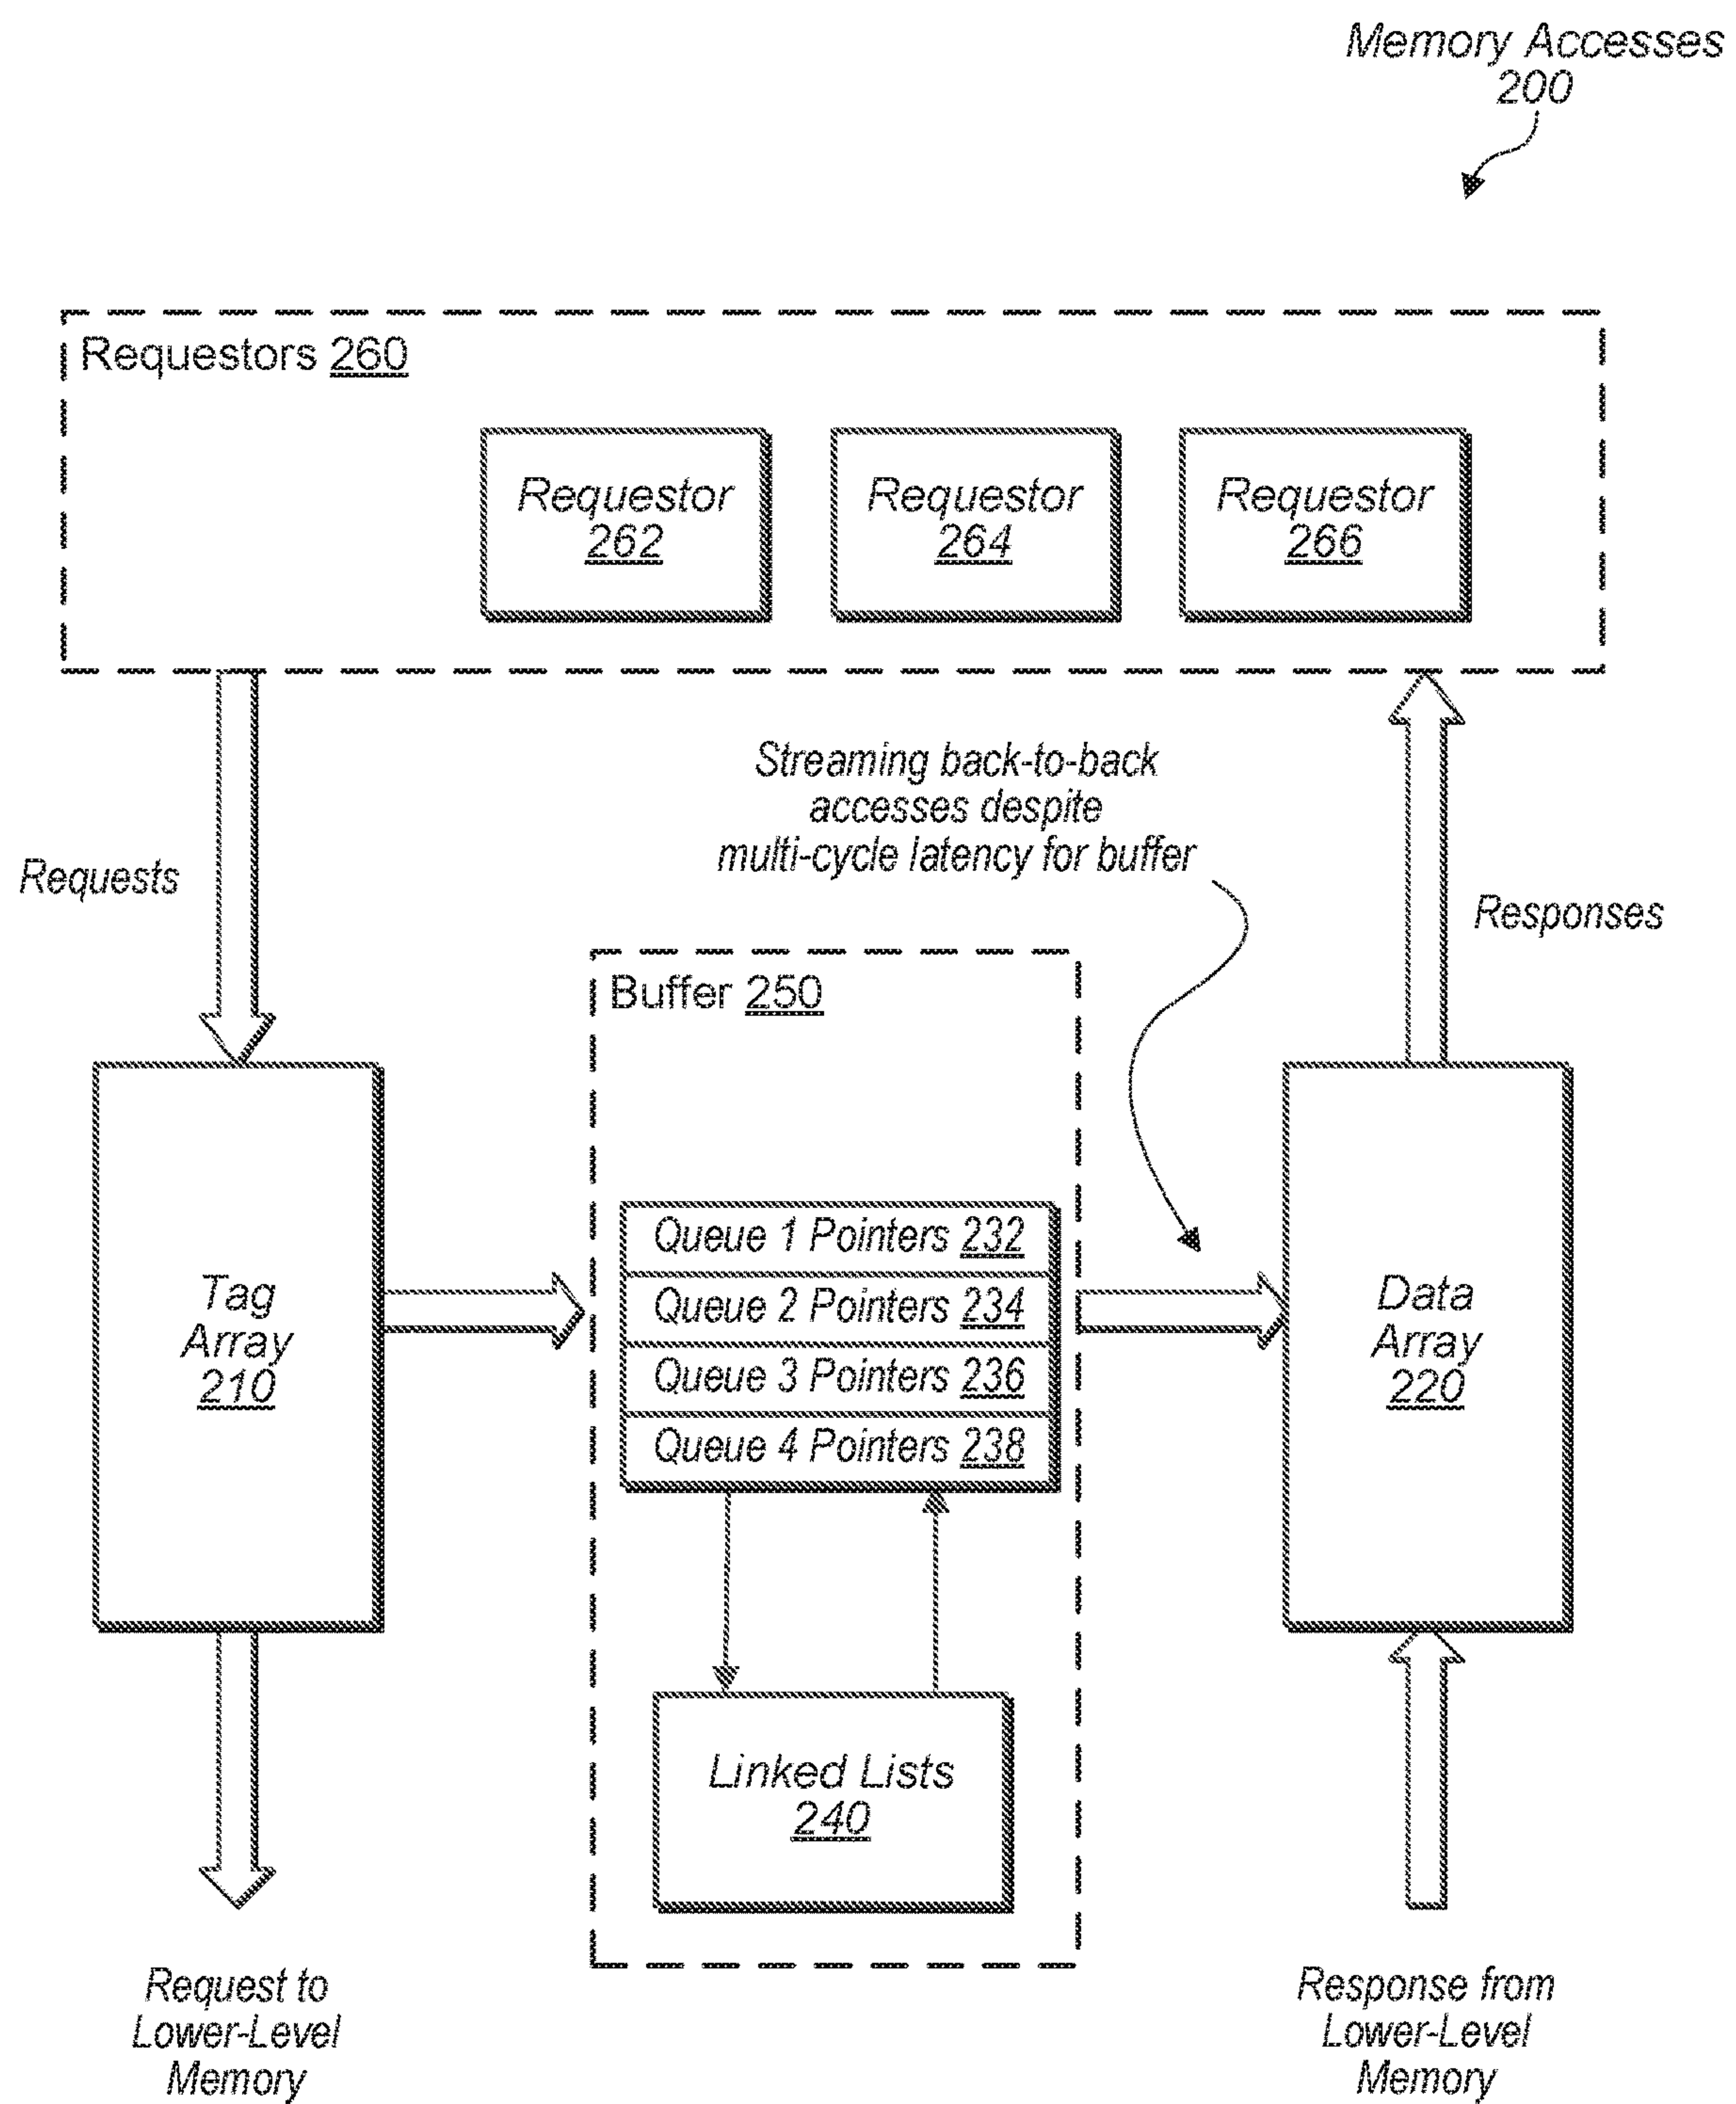 Memory Accesses
200
Requestors 260
Requestor
262
Requestor
264
Requestor
266
Streaming back-to-back
accesses despite
multi-cycle latency for buffer
Requests
Responses
Buffer 250
Tag
Array
210
Queue 1 Pointers 232
Queue 2 Pointers 234
Queue 3 Pointers 236
Queue 4 Pointers 238
Data
Array
220
Linked Lists
240
Request to
Lower-Level
Memory
Response from
Lower-Level
Memory